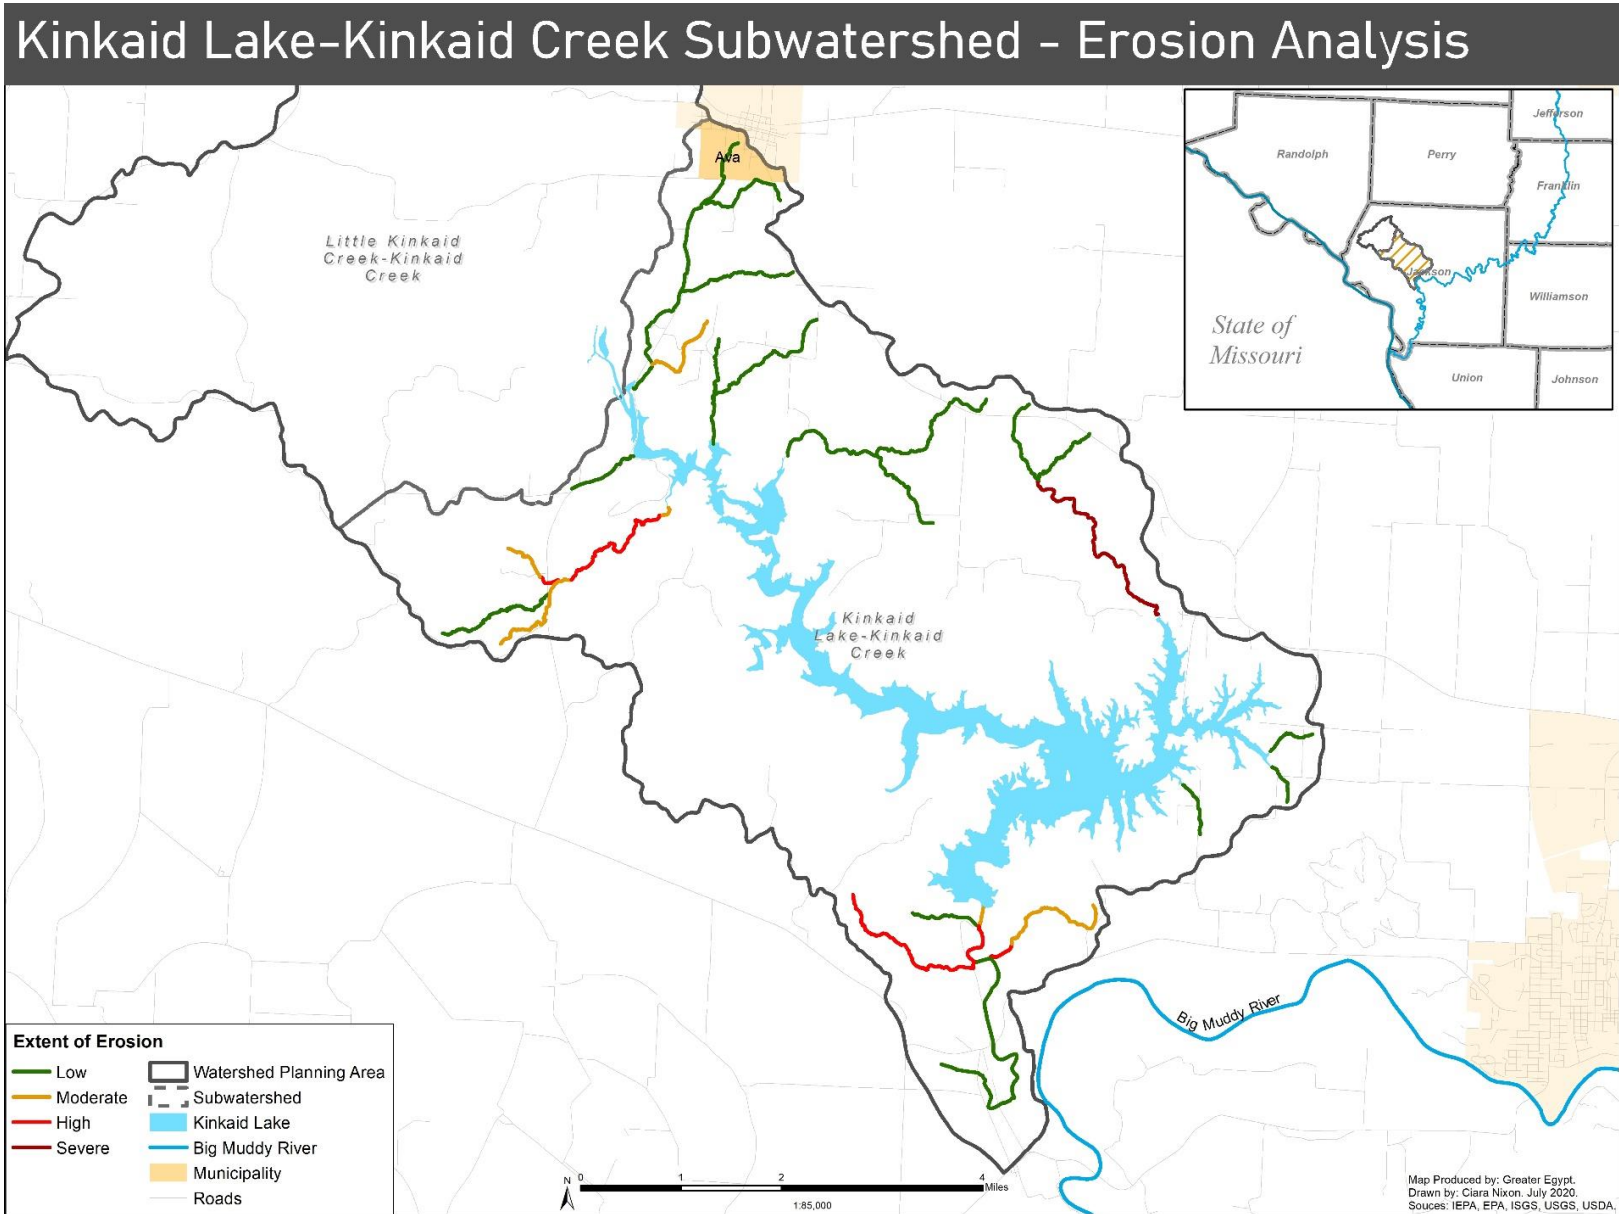 Kinkaid Lake-Kinkaid Creek Subwatershed - Erosion Analysis
Ava
Little Kinkaid
Creek-Kinkaid
Creek
Kinkaid
Lake-Kinkaid
Creek
Big Muddy River
Jefferson
Randolph
Perry
Franklin
Jackson
Williamson
State of
Missouri
Union
Johnson
Extent of Erosion
Low
Moderate
High
Severe
Watershed Planning Area
Subwatershed
Kinkaid Lake
Big Muddy River
Municipality
Roads
N
0 1 2 4
Miles
1:85,000
Map Produced by: Greater Egypt.
Drawn by: Ciara Nixon. July 2020.
Souces: IEPA, EPA, ISGS, USGS, USDA,